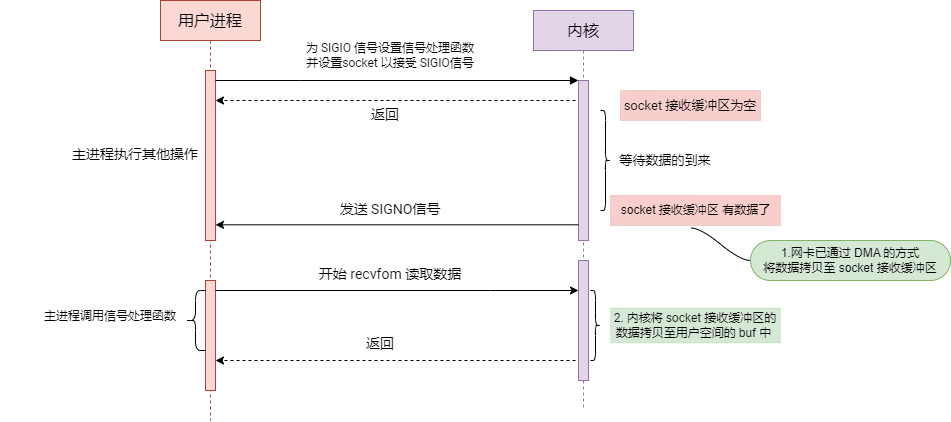 用户进程
内核
为 SIGIO 信号设置信号处理函数
并设置socket 以接受 SIGIO信号
socket 接收缓冲区为空
返回
主进程执行其他操作
等待数据的到来
发送 SIGNO信号
socket 接收缓冲区 有数据了
1.网卡已通过 DMA 的方式
将数据拷贝至 socket 接收缓冲区
开始 recvfom 读取数据
主进程调用信号处理函数
2. 内核将 socket 接收缓冲区的
数据拷贝至用户空间的 buf 中
返回